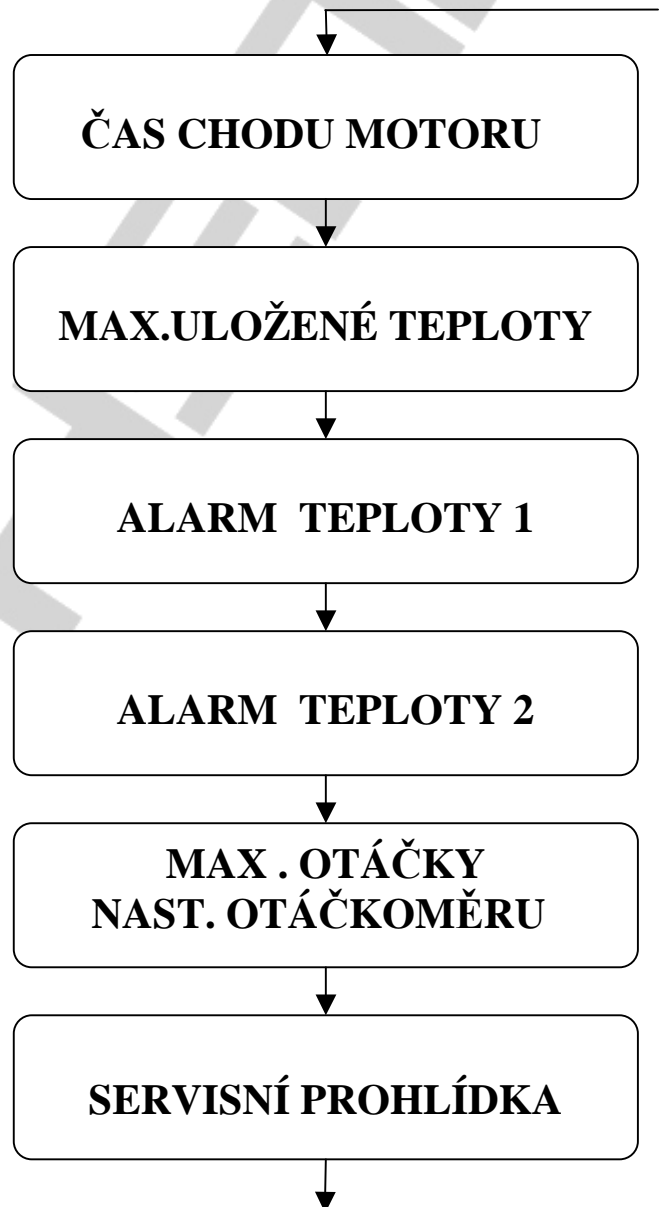 ČAS CHODU MOTORU
MAX.ULOŽENÉ TEPLOTY
ALARM TEPLOTY 1
ALARM TEPLOTY 2
MAX . OTÁČKY
NAST. OTÁČKOMĚRU
SERVISNÍ PROHLÍDKA